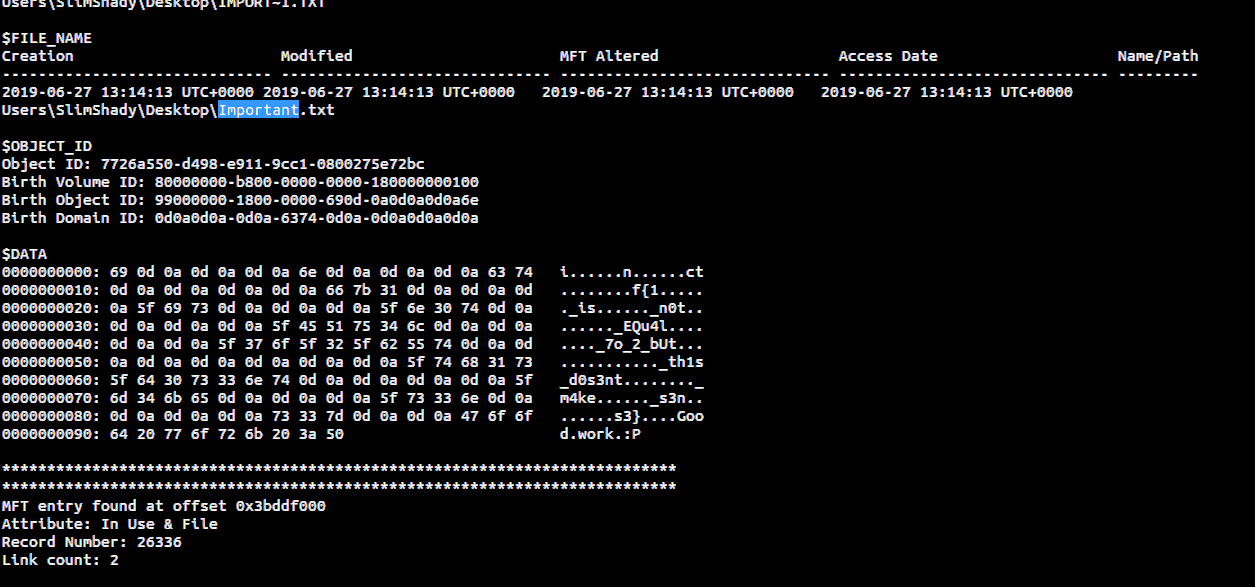 Users\SlimShady\Desktop\IMPORT~1.TXT
$FILE_NAME
Creation Modified MFT Altered Access Date Name/Path
------------------------------ ------------------------------ ------------------------------ ------------------------------ ---------
2019-06-27 13:14:13 UTC+0000 2019-06-27 13:14:13 UTC+0000 2019-06-27 13:14:13 UTC+0000 2019-06-27 13:14:13 UTC+0000
Users\SlimShady\Desktop\Important.txt
$OBJECT_ID
Object ID: 7726a550-d498-e911-9cc1-0800275e72bc
Birth Volume ID: 80000000-b800-0000-0000-180000000100
Birth Object ID: 99000000-1800-0000-690d-0a0d0a0d0a6e
Birth Domain ID: 0d0a0d0a-0d0a-6374-0d0a-0d0a0d0a0d0a
$DATA
0000000000: 69 0d 0a 0d 0a 0d 0a 6e 0d 0a 0d 0a 0d 0a 63 74 i......n......ct
0000000010: 0d 0a 0d 0a 0d 0a 0d 0a 66 7b 31 0d 0a 0d 0a 0d ........f{1.....
0000000020: 0a 5f 69 73 0d 0a 0d 0a 0d 0a 5f 6e 30 74 0d 0a ._is......_n0t..
0000000030: 0d 0a 0d 0a 0d 0a 5f 45 51 75 34 6c 0d 0a 0d 0a ......_EQu4l....
0000000040: 0d 0a 0d 0a 5f 37 6f 5f 32 5f 62 55 74 0d 0a 0d ...._7o_2_bUt...
0000000050: 0a 0d 0a 0d 0a 0d 0a 0d 0a 0d 0a 5f 74 68 31 73 ..........._th1s
0000000060: 5f 64 30 73 33 6e 74 0d 0a 0d 0a 0d 0a 0d 0a 5f _d0s3nt........_
0000000070: 6d 34 6b 65 0d 0a 0d 0a 0d 0a 5f 73 33 6e 0d 0a m4ke......_s3n..
0000000080: 0d 0a 0d 0a 0d 0a 73 33 7d 0d 0a 0d 0a 47 6f 6f ......s3}....Goo
0000000090: 64 20 77 6f 72 6b 20 3a 50 d.work.:P
***************************************************************************
***************************************************************************
MFT entry found at offset 0x3bddf000
Attribute: In Use & File
Record Number: 26336
Link count: 2